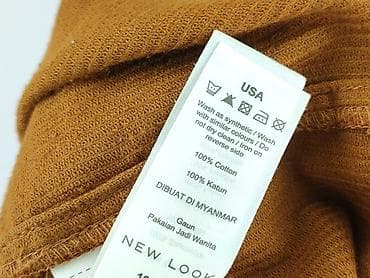 USA
Wash as synthetic / Wash
with similar colours / Do
not dry clean / Iron on
reverse side
100% Cotton
100% Katun
DIBUAT DI MYANMAR
Gaun
Pakaian Jadi Wanita
NEW LOOK